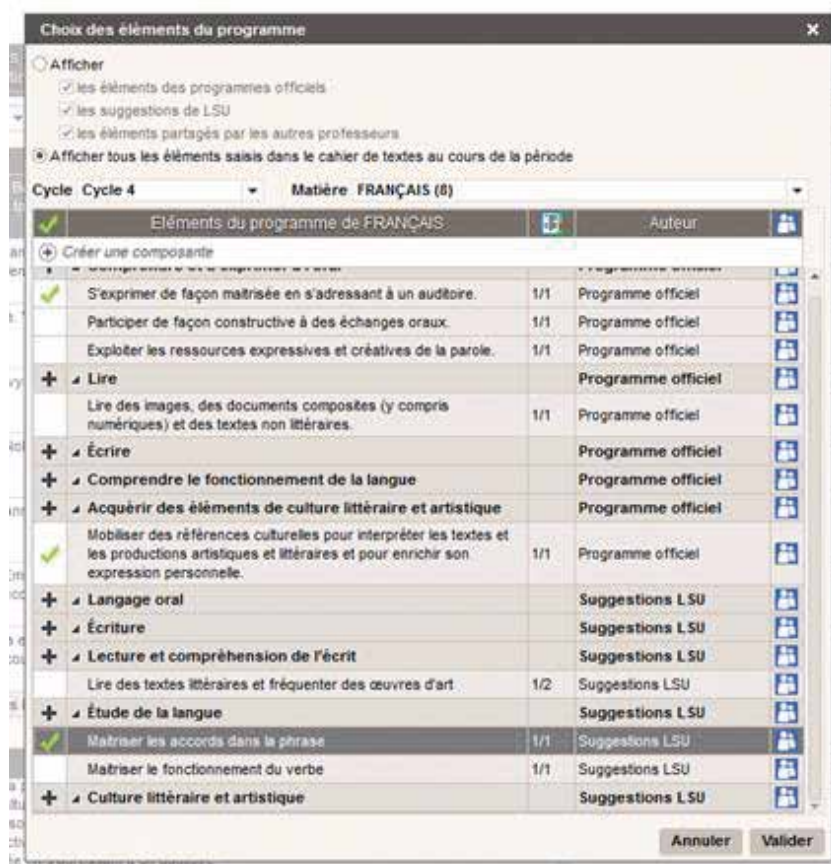 Choix des éléments du programme
Afficher
les éléments des programmes officiels
les suggestions de LSU
les éléments partagés par les autres professeurs
Afficher tous les éléments saisis dans le cahier de textes au cours de la période
Cycle Cycle 4 Matière FRANÇAIS (8)
Eléments du programme de FRANÇAIS Auteur
Créer une composante
S'exprimer de façon maitrisée en s'adressant à un auditoire. 1/1 Programme officiel
Participer de façon constructive à des échanges oraux. 1/1 Programme officiel
Exploiter les ressources expressives et créatives de la parole. 1/1 Programme officiel
Lire Programme officiel
Lire des images, des documents composites (y compris
numériques) et des textes non littéraires. 1/1 Programme officiel
Écrire Programme officiel
Comprendre le fonctionnement de la langue Programme officiel
Acquérir des éléments de culture littéraire et artistique Programme officiel
Mobiliser des références culturelles pour interpréter les textes et
les productions artistiques et littéraires et pour enrichir son 1/1 Programme officiel
expression personnelle.
Langage oral Suggestions LSU
Écriture Suggestions LSU
Lecture et compréhension de l'écrit Suggestions LSU
Lire des textes littéraires et fréquenter des œuvres d'art 1/2 Suggestions LSU
Étude de la langue Suggestions LSU
Maitriser les accords dans la phrase 1/1 Suggestions LSU
Maitriser le fonctionnement du verbe 1/1 Suggestions LSU
Culture littéraire et artistique Suggestions LSU
Annuler Valider